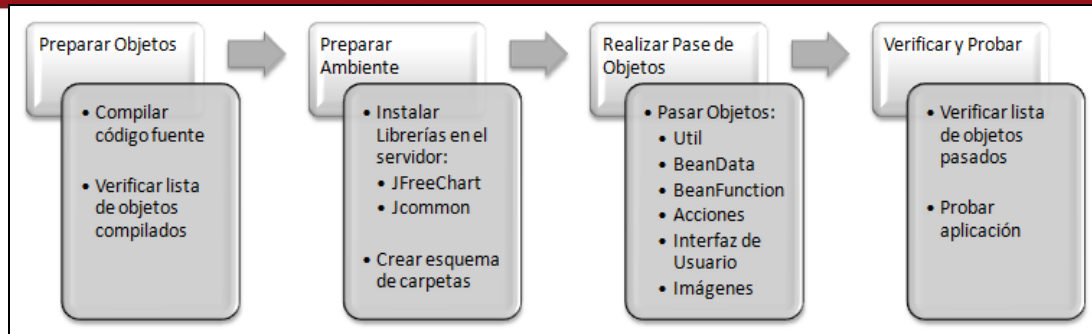 Preparar Objetos
• Compilar
código fuente
• Verificar lista
de objetos
compilados
Preparar
Ambiente
• Instalar
Librerías en el
servidor:
• JFreeChart
• Jcommon
• Crear esquema
de carpetas
Realizar Pase de
Objetos
• Pasar Objetos:
• Util
• BeanData
• BeanFunction
• Acciones
• Interfaz de
Usuario
• Imágenes
Verificar y Probar
• Verificar lista
de objetos
pasados
• Probar
aplicación